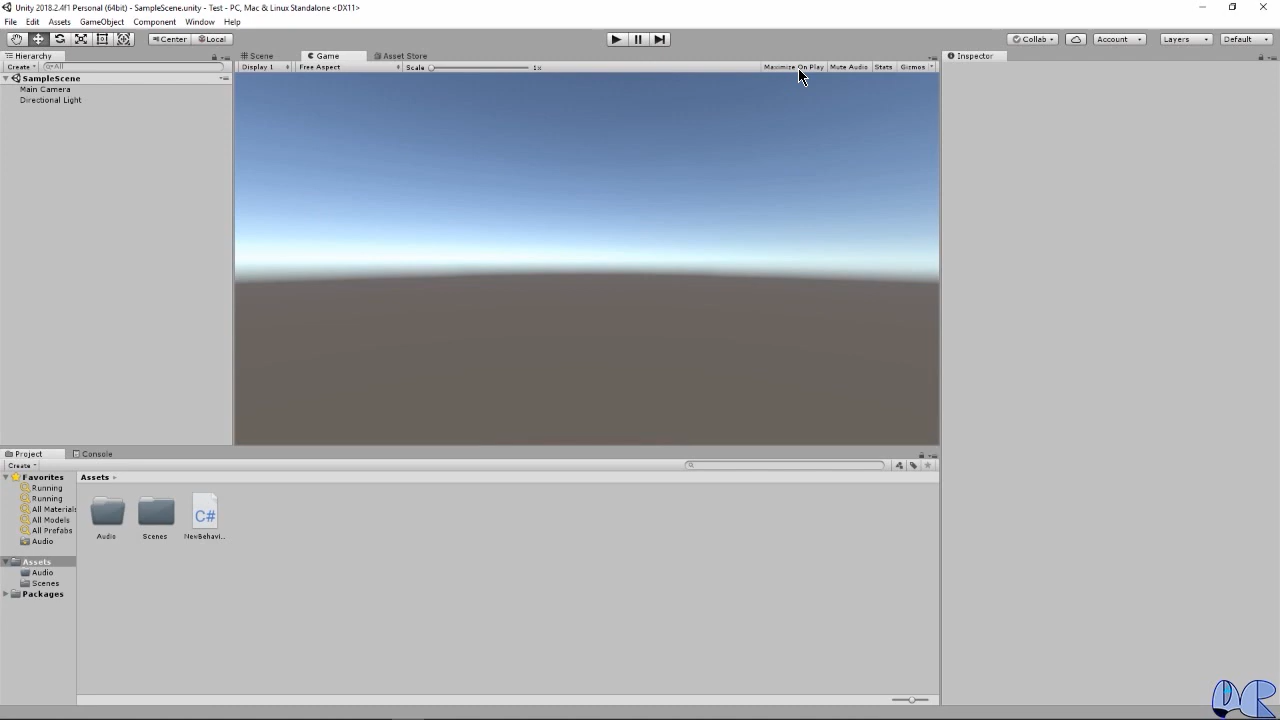 Unity 2018.2.4f1 Personal (64bit) - SampleScene.unity - Test - PC, Mac & Linux Standalone <DX11>
File Edit Assets GameObject Component Window Help
Center Local Collab Account Layers Default
Hierarchy Scene Game Asset Store Inspector
Create All Display 1 Free Aspect Scale 1x Maximize On Play Mute Audio Stats Gizmos
SampleScene
Main Camera
Directional Light
Project Console
Create
Favorites Assets
Running
Running
All Materials
All Models
All Prefabs
Audio
Audio Scenes NewBehavi...
C#
Assets
Audio
Scenes
Packages